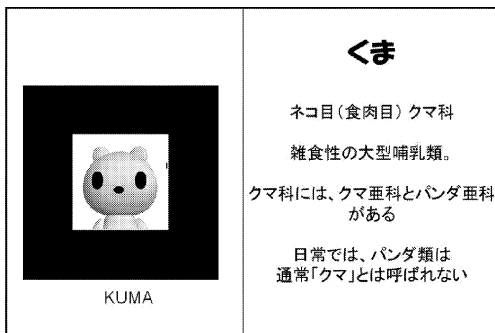 KUMA
くま
ネコ目(食肉目) クマ科
雑食性の大型哺乳類。
クマ科には、クマ亜科とパンダ亜科
がある
日常では、パンダ類は
通常「クマ」とは呼ばれない